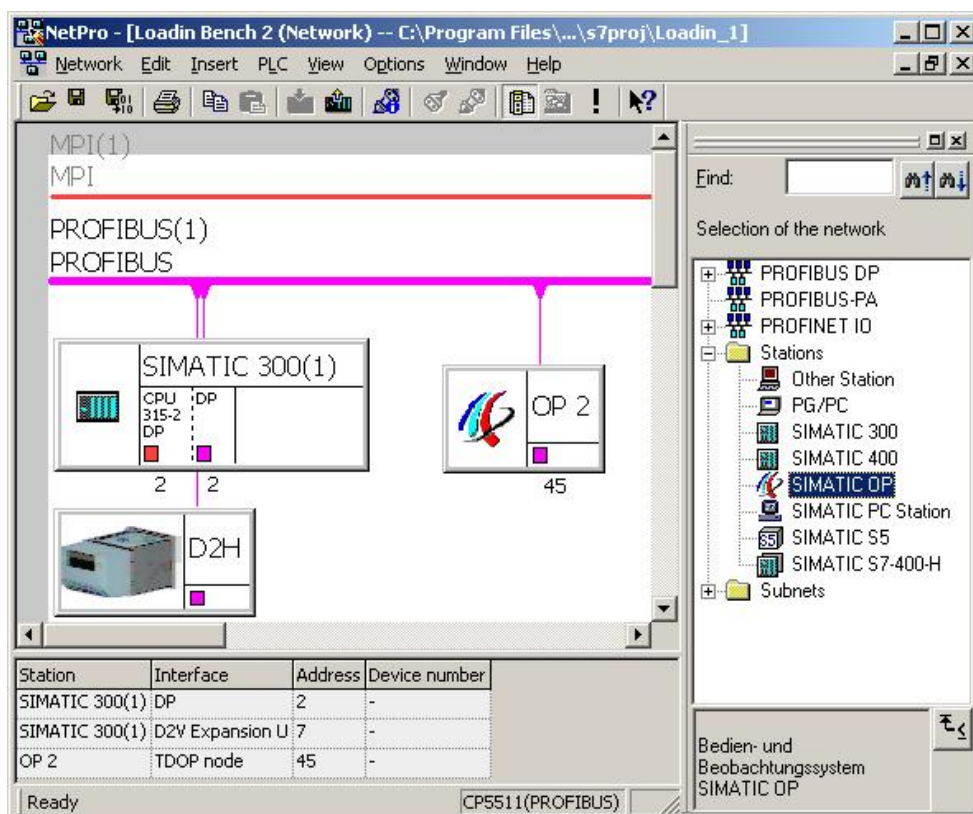 NetPro - [Loadin Bench 2 (Network) -- C:\Program Files\...\s7proj\Loadin_1]
Network Edit Insert PLC View Options Window Help
MPI(1)
MPI
PROFIBUS(1)
PROFIBUS
SIMATIC 300(1)
CPU
315-2
DP
DP
2 2
OP 2
45
D2H
Find:
Selection of the network
PROFIBUS DP
PROFIBUS-PA
PROFINET IO
Stations
Other Station
PG/PC
SIMATIC 300
SIMATIC 400
SIMATIC OP
SIMATIC PC Station
SIMATIC S5
SIMATIC S7-400-H
Subnets
Station Interface Address Device number
SIMATIC 300(1) DP 2 -
SIMATIC 300(1) D2V Expansion U 7 -
OP 2 TDOP node 45 -
Bedien- und
Beobachtungssystem
SIMATIC OP
Ready CP5511(PROFIBUS)